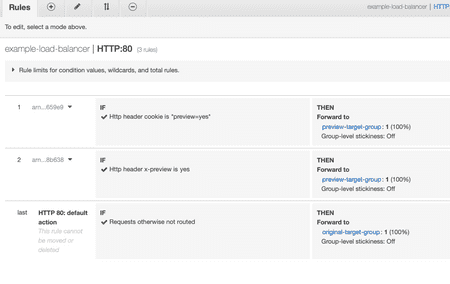 Rules
example-load-balancer | HTTP
To edit, select a mode above.
example-load-balancer | HTTP:80 (3 rules)
Rule limits for condition values, wildcards, and total rules.
1 arn...659e9 IF THEN
Http header cookie is *preview=yes* Forward to
preview-target-group: 1 (100%)
Group-level stickiness: Off
2 arn...8b638 IF THEN
Http header x-preview is yes Forward to
preview-target-group: 1 (100%)
Group-level stickiness: Off
last HTTP 80: default IF THEN
action Requests otherwise not routed Forward to
This rule cannot original-target-group: 1 (100%)
be moved or Group-level stickiness: Off
deleted